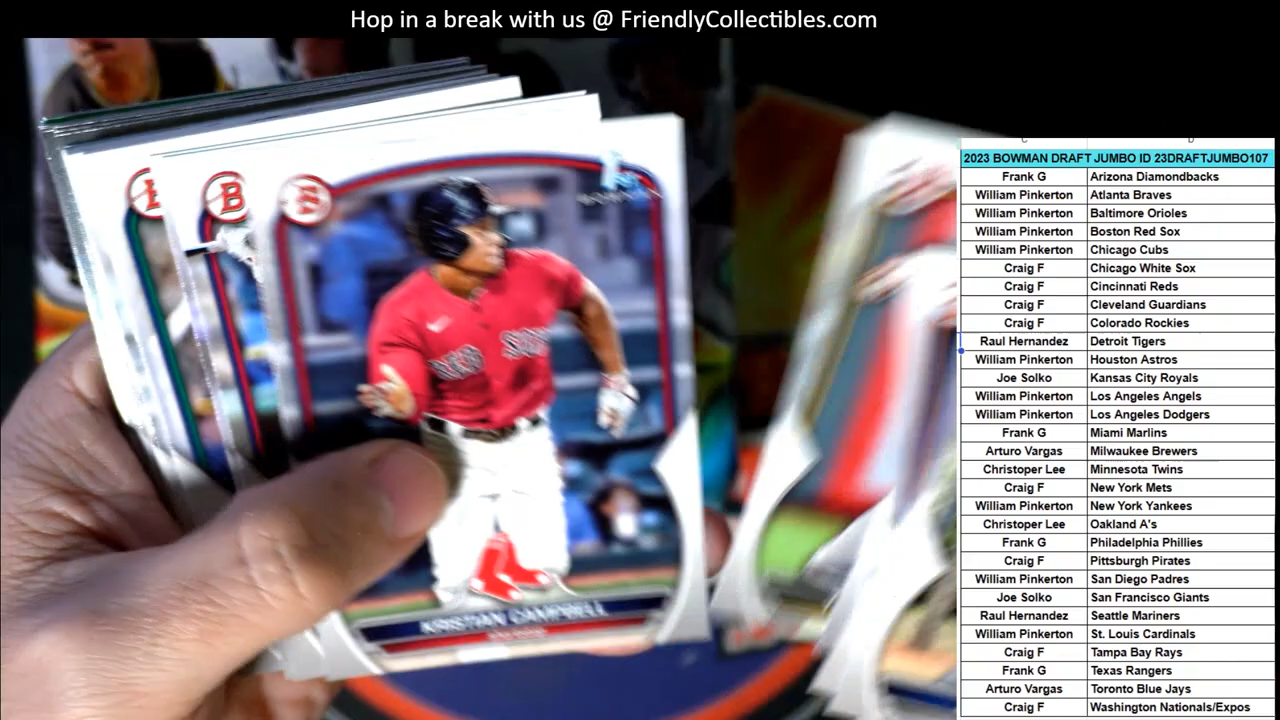 Hop in a break with us @ FriendlyCollectibles.com
C D
2023 BOWMAN DRAFT JUMBO ID 23DRAFTJUMBO107
Frank G Arizona Diamondbacks
William Pinkerton Atlanta Braves
William Pinkerton Baltimore Orioles
William Pinkerton Boston Red Sox
William Pinkerton Chicago Cubs
Craig F Chicago White Sox
Craig F Cincinnati Reds
Craig F Cleveland Guardians
Craig F Colorado Rockies
Raul Hernandez Detroit Tigers
William Pinkerton Houston Astros
Joe Solko Kansas City Royals
William Pinkerton Los Angeles Angels
William Pinkerton Los Angeles Dodgers
Frank G Miami Marlins
Arturo Vargas Milwaukee Brewers
Christoper Lee Minnesota Twins
Craig F New York Mets
William Pinkerton New York Yankees
Christoper Lee Oakland A's
Frank G Philadelphia Phillies
Craig F Pittsburgh Pirates
William Pinkerton San Diego Padres
Joe Solko San Francisco Giants
Raul Hernandez Seattle Mariners
William Pinkerton St. Louis Cardinals
Craig F Tampa Bay Rays
Frank G Texas Rangers
Arturo Vargas Toronto Blue Jays
Craig F Washington Nationals/Expos
B
B
B
RED SOX
KRISTIAN CAMPBELL